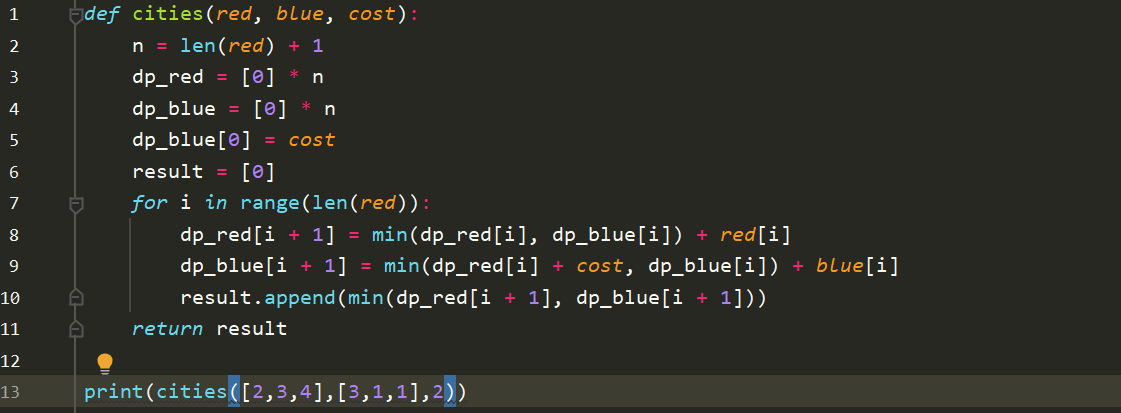 1 def cities(red, blue, cost):
2     n = len(red) + 1
3     dp_red = [0] * n
4     dp_blue = [0] * n
5     dp_blue[0] = cost
6     result = [0]
7     for i in range(len(red)):
8         dp_red[i + 1] = min(dp_red[i], dp_blue[i]) + red[i]
9         dp_blue[i + 1] = min(dp_red[i] + cost, dp_blue[i]) + blue[i]
10         result.append(min(dp_red[i + 1], dp_blue[i + 1]))
11     return result
12
13 print(cities([2,3,4],[3,1,1],2))